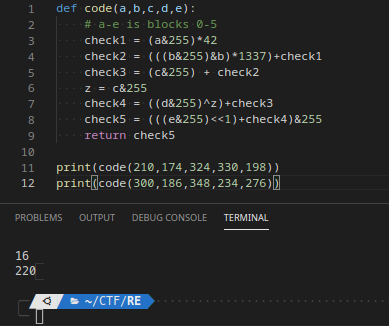 1 def code(a,b,c,d,e):
2 # a-e is blocks 0-5
3 check1 = (a&255)*42
4 check2 = (((b&255)&b)*1337)+check1
5 check3 = (c&255) + check2
6 z = c&255
7 check4 = ((d&255)^z)+check3
8 check5 = (((e&255)<<1)+check4)&255
9 return check5
10
11 print(code(210,174,324,330,198))
12 print(code(300,186,348,234,276))
PROBLEMS OUTPUT DEBUG CONSOLE TERMINAL
16
220
~/CTF/RE